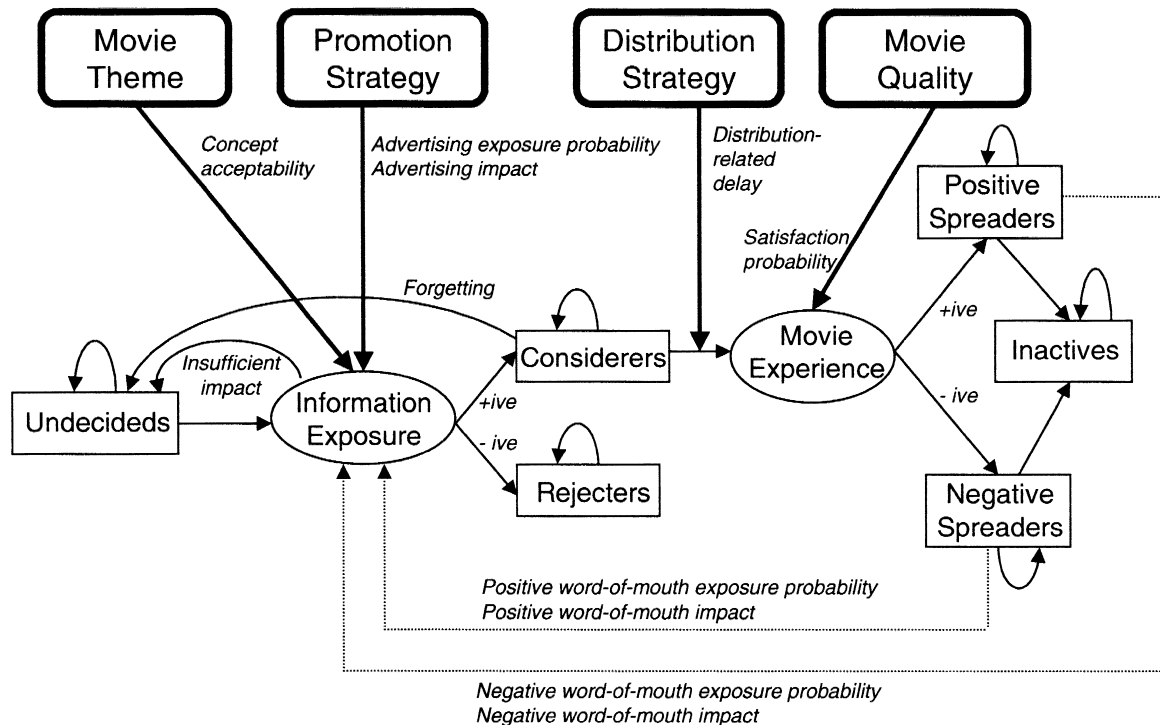 Movie
Theme
Promotion
Strategy
Distribution
Strategy
Movie
Quality
Concept
acceptability
Advertising exposure probability
Advertising impact
Distribution-
related
delay
Satisfaction
probability
Positive
Spreaders
Forgetting
+ive
Inactives
Insufficient
impact
Considerers
Movie
Experience
Undecideds
Information
Exposure
+ive
- ive
- ive
Rejecters
Negative
Spreaders
Positive word-of-mouth exposure probability
Positive word-of-mouth impact
Negative word-of-mouth exposure probability
Negative word-of-mouth impact